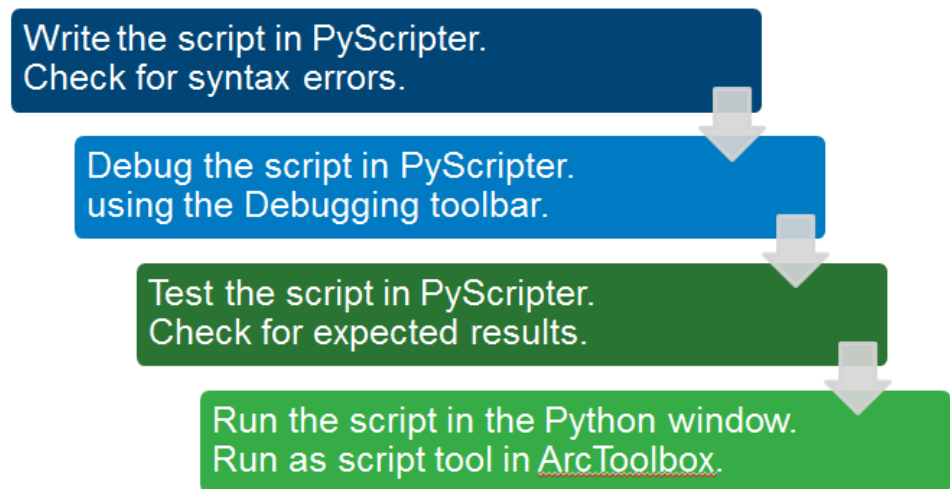 Write the script in PyScripter.
Check for syntax errors.
Debug the script in PyScripter.
using the Debugging toolbar.
Test the script in PyScripter.
Check for expected results.
Run the script in the Python window.
Run as script tool in ArcToolbox.